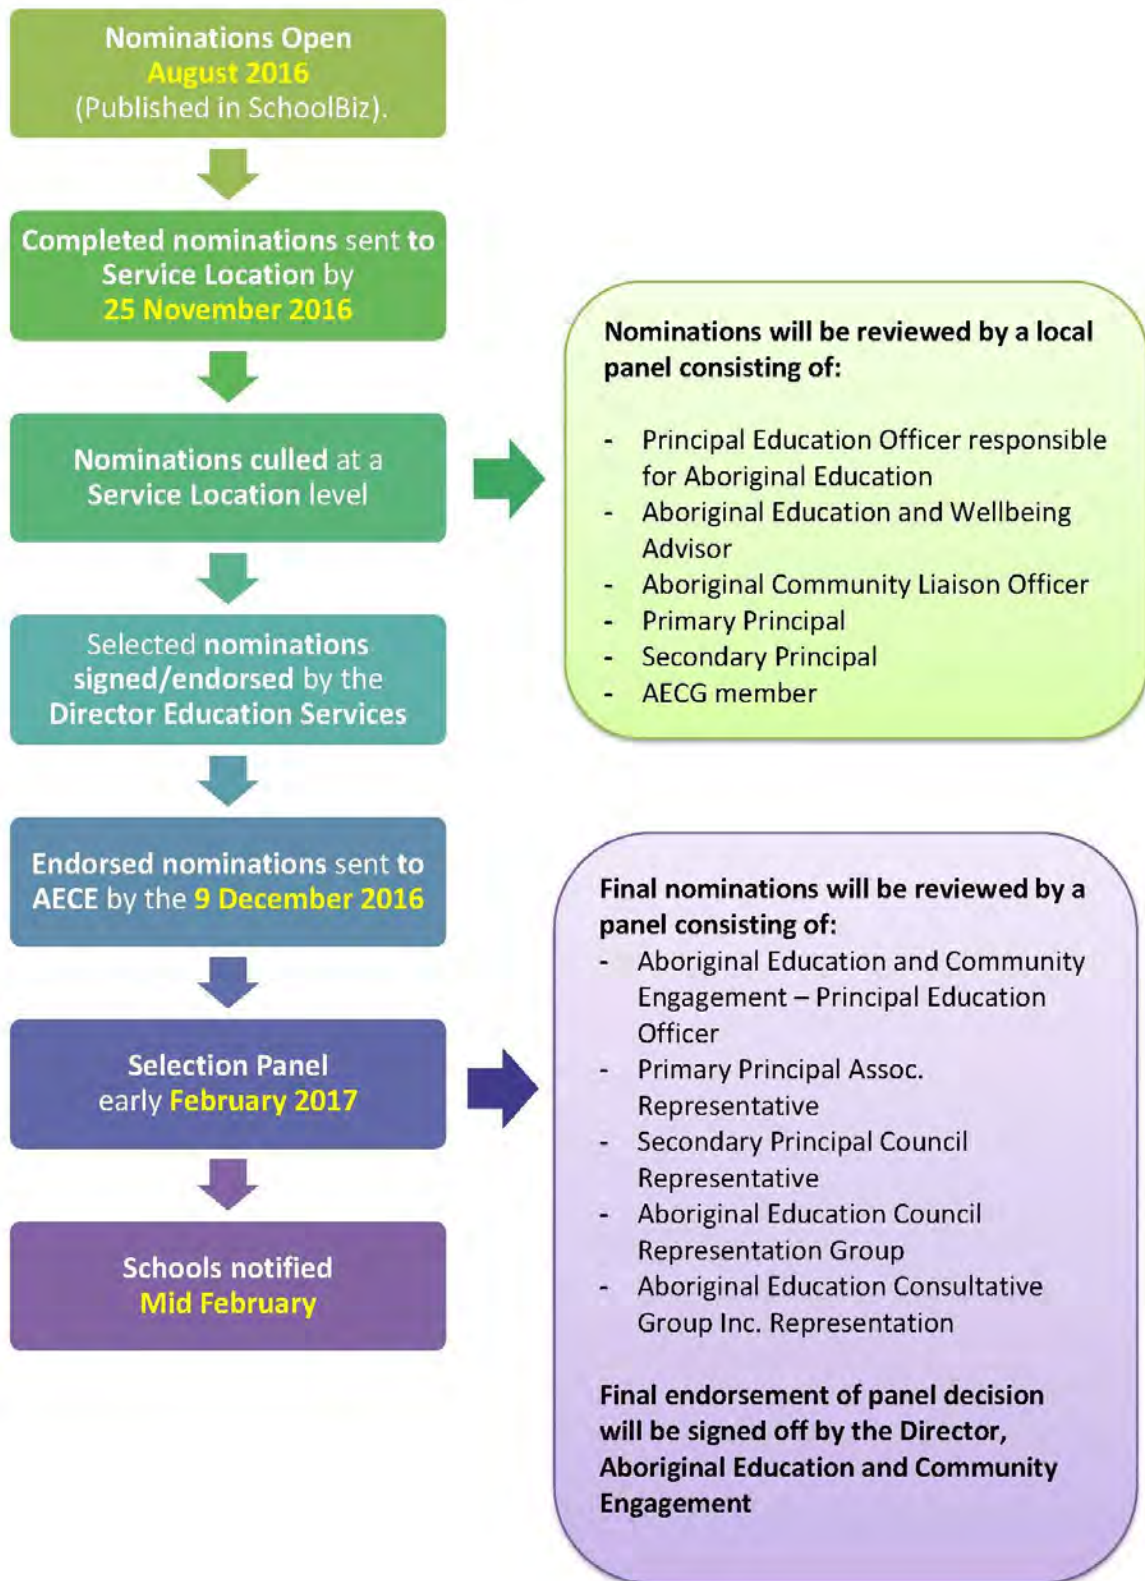 Nominations Open
August 2016
(Published in SchoolBiz).
Completed nominations sent to
Service Location by
25 November 2016
Nominations culled at a
Service Location level
Selected nominations
signed/endorsed by the
Director Education Services
Endorsed nominations sent to
AECE by the 9 December 2016
Selection Panel
early February 2017
Schools notified
Mid February
Nominations will be reviewed by a local
panel consisting of:
- Principal Education Officer responsible
for Aboriginal Education
- Aboriginal Education and Wellbeing
Advisor
- Aboriginal Community Liaison Officer
- Primary Principal
- Secondary Principal
- AECG member
Final nominations will be reviewed by a
panel consisting of:
- Aboriginal Education and Community
Engagement – Principal Education
Officer
- Primary Principal Assoc.
Representative
- Secondary Principal Council
Representative
- Aboriginal Education Council
Representation Group
- Aboriginal Education Consultative
Group Inc. Representation
Final endorsement of panel decision
will be signed off by the Director,
Aboriginal Education and Community
Engagement